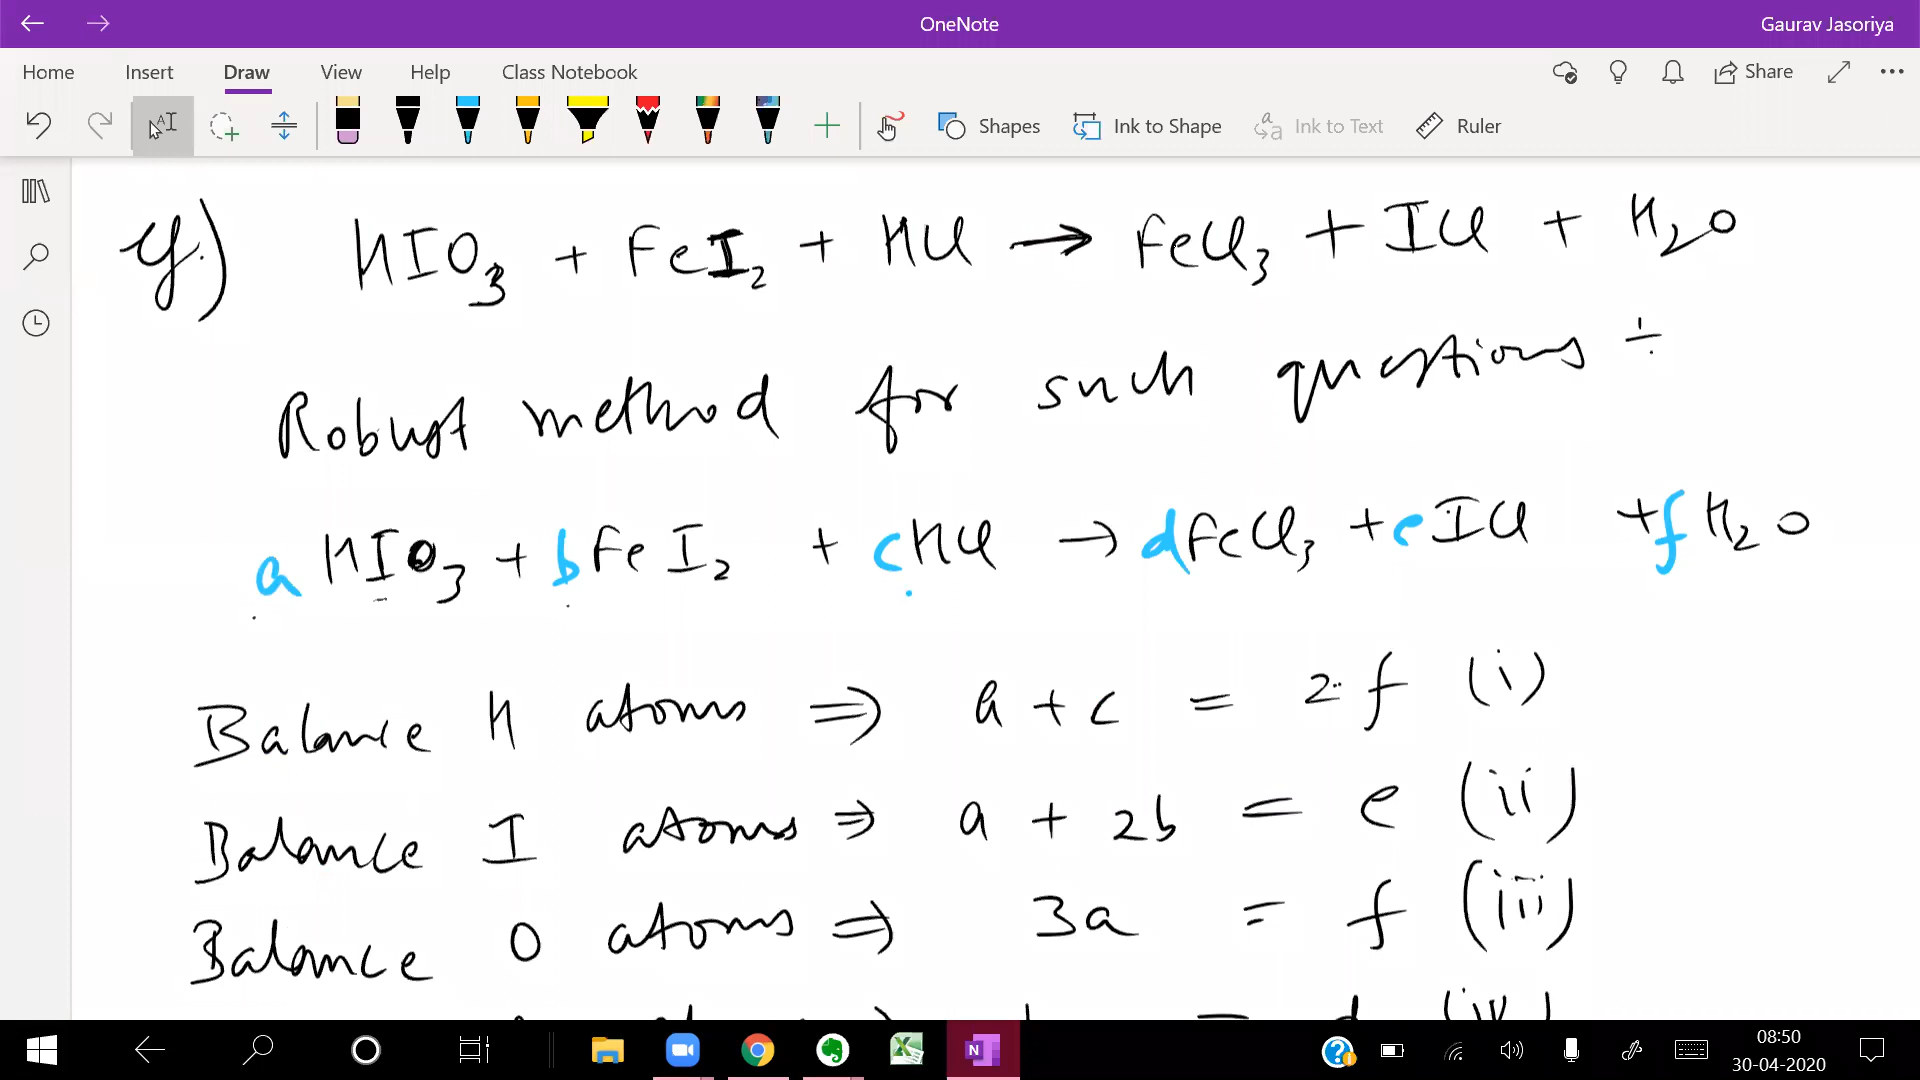 OneNote
Gaurav Jasoriya
Home Insert Draw View Help Class Notebook Share
Shapes Ink to Shape Ink to Text Ruler
eg.) HIO3 + FeI2 + HCl → FeCl3 + ICl + H2O
Robust method for such questions ÷
a HIO3 + b FeI2 + c HCl → d FeCl3 + e ICl + f H2O
Balance H atoms ⇒ a + c = 2f (i)
Balance I atoms ⇒ a + 2b = e (ii)
Balance O atoms ⇒ 3a = f (iii)
= d (iv)
08:50
30-04-2020